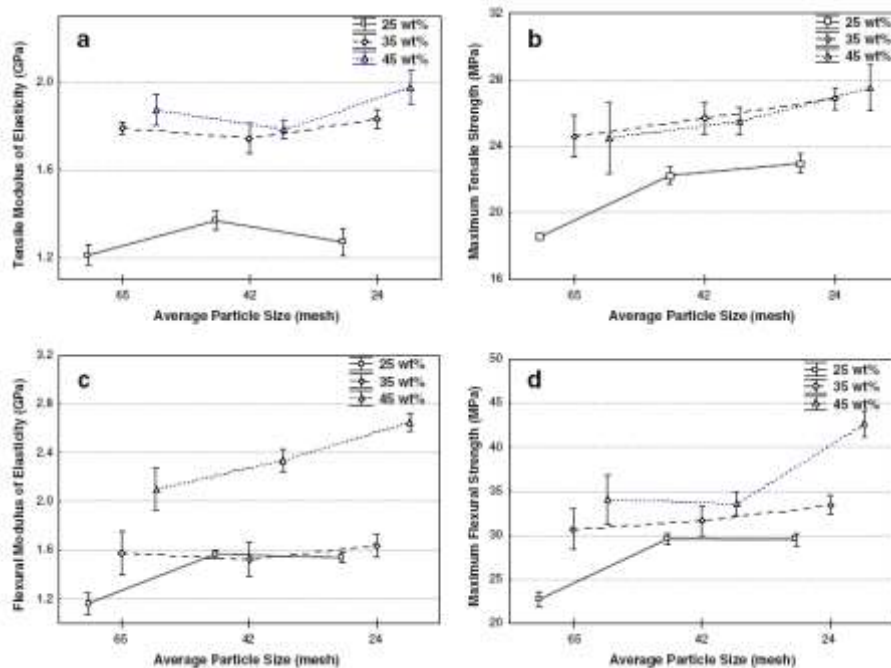 a
25 wt%
35 wt%
45 wt%
Tensile Modulus of Elasticity (GPa)
2.0
1.6
1.2
65
42
24
Average Particle Size (mesh)
b
25 wt%
35 wt%
45 wt%
Maximum Tensile Strength (MPa)
32
28
24
20
16
65
42
24
Average Particle Size (mesh)
c
25 wt%
35 wt%
45 wt%
Flexural Modulus of Elasticity (GPa)
3.2
2.8
2.4
2.0
1.6
1.2
65
42
24
Average Particle Size (mesh)
d
25 wt%
35 wt%
45 wt%
Maximum Flexural Strength (MPa)
50
45
40
35
30
25
20
65
42
24
Average Particle Size (mesh)